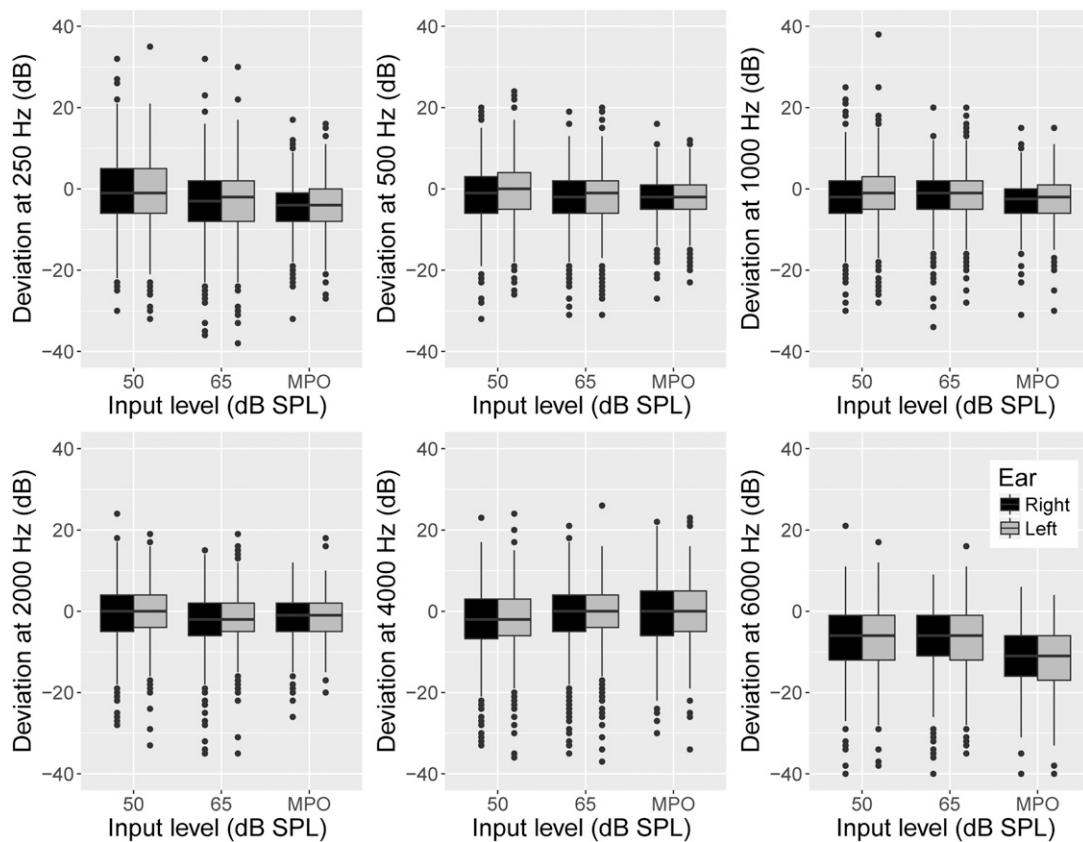 Deviation at 250 Hz (dB)
40
20
0
−20
−40
50 65 MPO
Input level (dB SPL)
Deviation at 500 Hz (dB)
40
20
0
−20
−40
50 65 MPO
Input level (dB SPL)
Deviation at 1000 Hz (dB)
40
20
0
−20
−40
50 65 MPO
Input level (dB SPL)
Deviation at 2000 Hz (dB)
40
20
0
−20
−40
50 65 MPO
Input level (dB SPL)
Deviation at 4000 Hz (dB)
40
20
0
−20
−40
50 65 MPO
Input level (dB SPL)
Deviation at 6000 Hz (dB)
40
20
0
−20
−40
Ear
Right
Left
50 65 MPO
Input level (dB SPL)